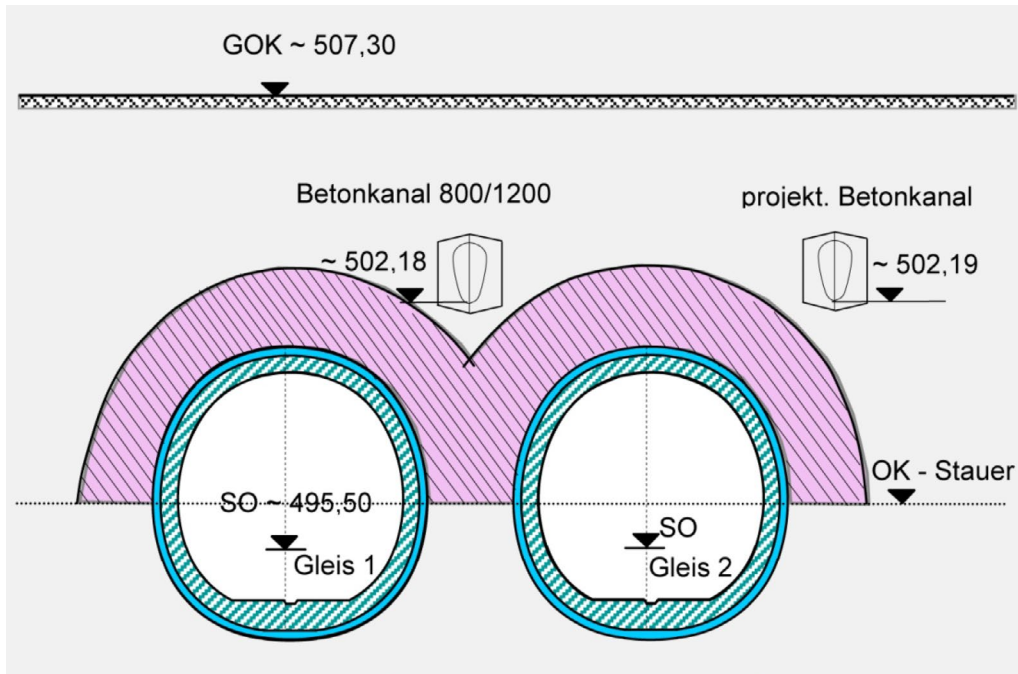 GOK ~ 507,30
Betonkanal 800/1200
projekt. Betonkanal
~ 502,18
~ 502,19
OK - Stauer
SO ~ 495,50
SO
Gleis 1
Gleis 2